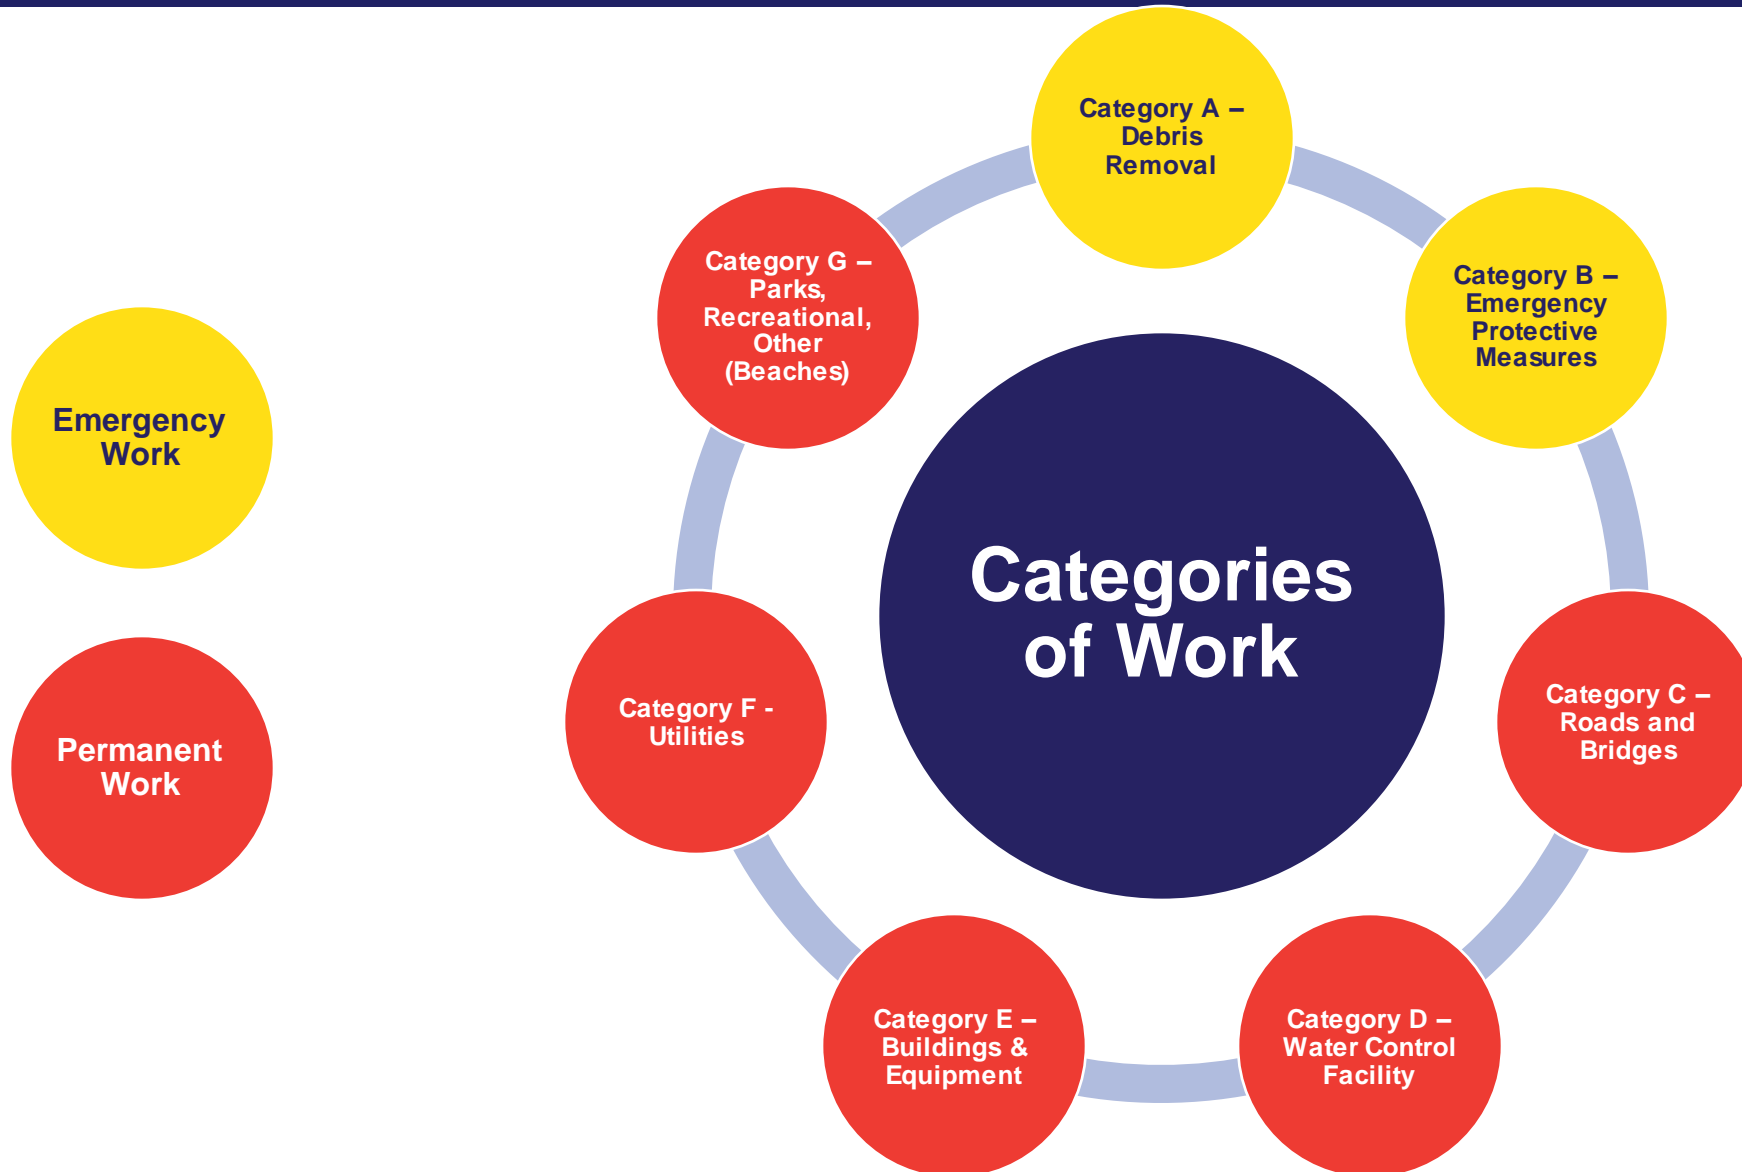 Category A –
Debris
Removal
Category B –
Emergency
Protective
Measures
Category C –
Roads and
Bridges
Category D –
Water Control
Facility
Category E –
Buildings &
Equipment
Category F -
Utilities
Category G –
Parks,
Recreational,
Other
(Beaches)
Categories
of Work
Emergency
Work
Permanent
Work